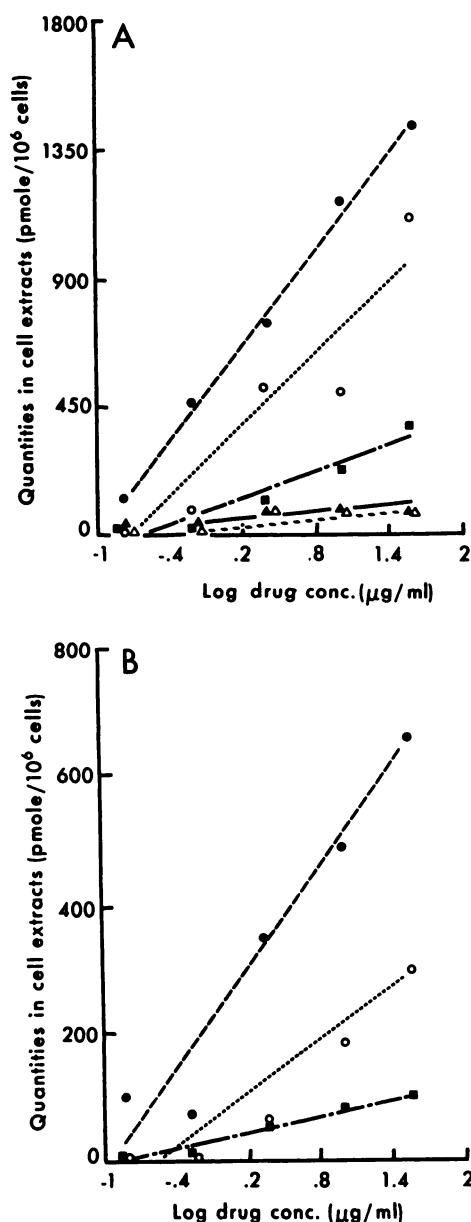 A
Quantities in cell extracts (pmole/10⁶ cells)
1800
1350
900
450
0
-1 -.4 .2 .8 1.4 2
Log drug conc. (μg/ml)
B
Quantities in cell extracts (pmole/10⁶ cells)
800
600
400
200
0
-1 -.4 .2 .8 1.4 2
Log drug conc. (μg/ml)